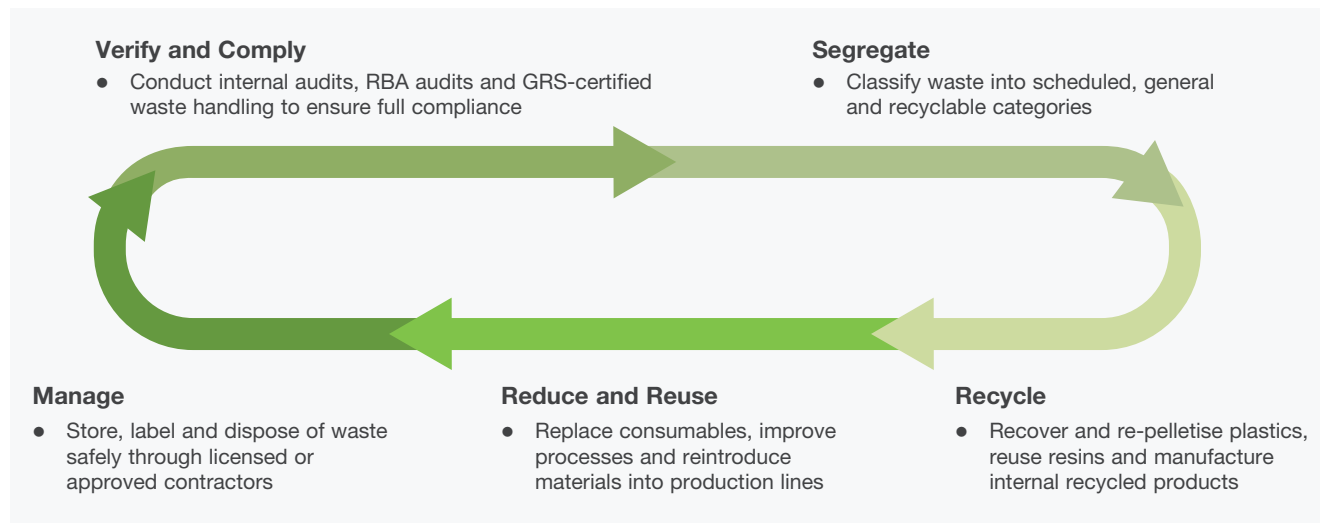 Verify and Comply
● Conduct internal audits, RBA audits and GRS-certified
waste handling to ensure full compliance
Segregate
● Classify waste into scheduled, general
and recyclable categories
Manage
● Store, label and dispose of waste
safely through licensed or
approved contractors
Reduce and Reuse
● Replace consumables, improve
processes and reintroduce
materials into production lines
Recycle
● Recover and re-pelletise plastics,
reuse resins and manufacture
internal recycled products